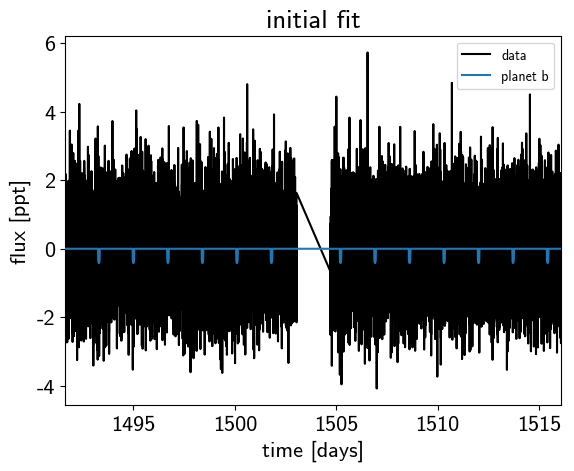 initial fit
data
planet b
flux [ppt]
6
4
2
0
-2
-4
1495
1500
1505
1510
1515
time [days]